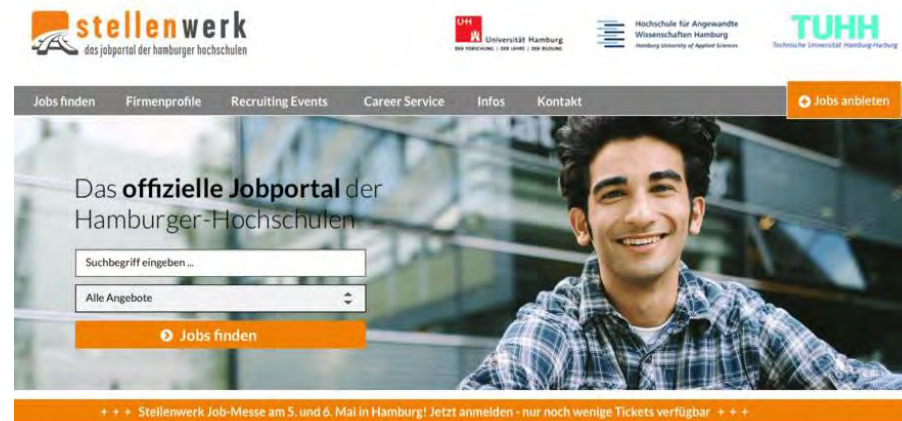 stellenwerk
das jobportal der hamburger hochschulen
UH
Universität Hamburg
DER FORSCHUNG | DER LEHRE | DER BILDUNG
Hochschule für Angewandte
Wissenschaften Hamburg
Hamburg University of Applied Sciences
TUHH
Technische Universität Hamburg-Harburg
Jobs finden Firmenprofile Recruiting Events Career Service Infos Kontakt Jobs anbieten
Das offizielle Jobportal der
Hamburger-Hochschulen
Suchbegriff eingeben ...
Alle Angebote
Jobs finden
+ + + Stellenwerk Job-Messe am 5. und 6. Mai in Hamburg! Jetzt anmelden - nur noch wenige Tickets verfügbar + + +